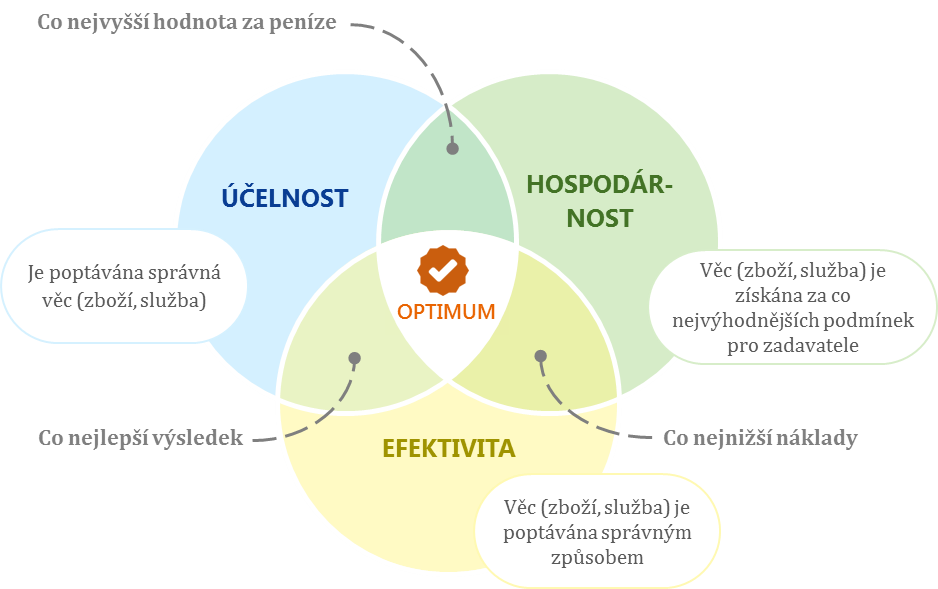 Co nejvyšší hodnota za peníze
ÚČELNOST
HOSPODÁR-
NOST
Je poptávána správná
věc (zboží, služba)
OPTIMUM
Věc (zboží, služba) je
získána za co
nejvýhodnějších podmínek
pro zadavatele
Co nejlepší výsledek
EFEKTIVITA
Co nejnižší náklady
Věc (zboží, služba) je
poptávána správným
způsobem